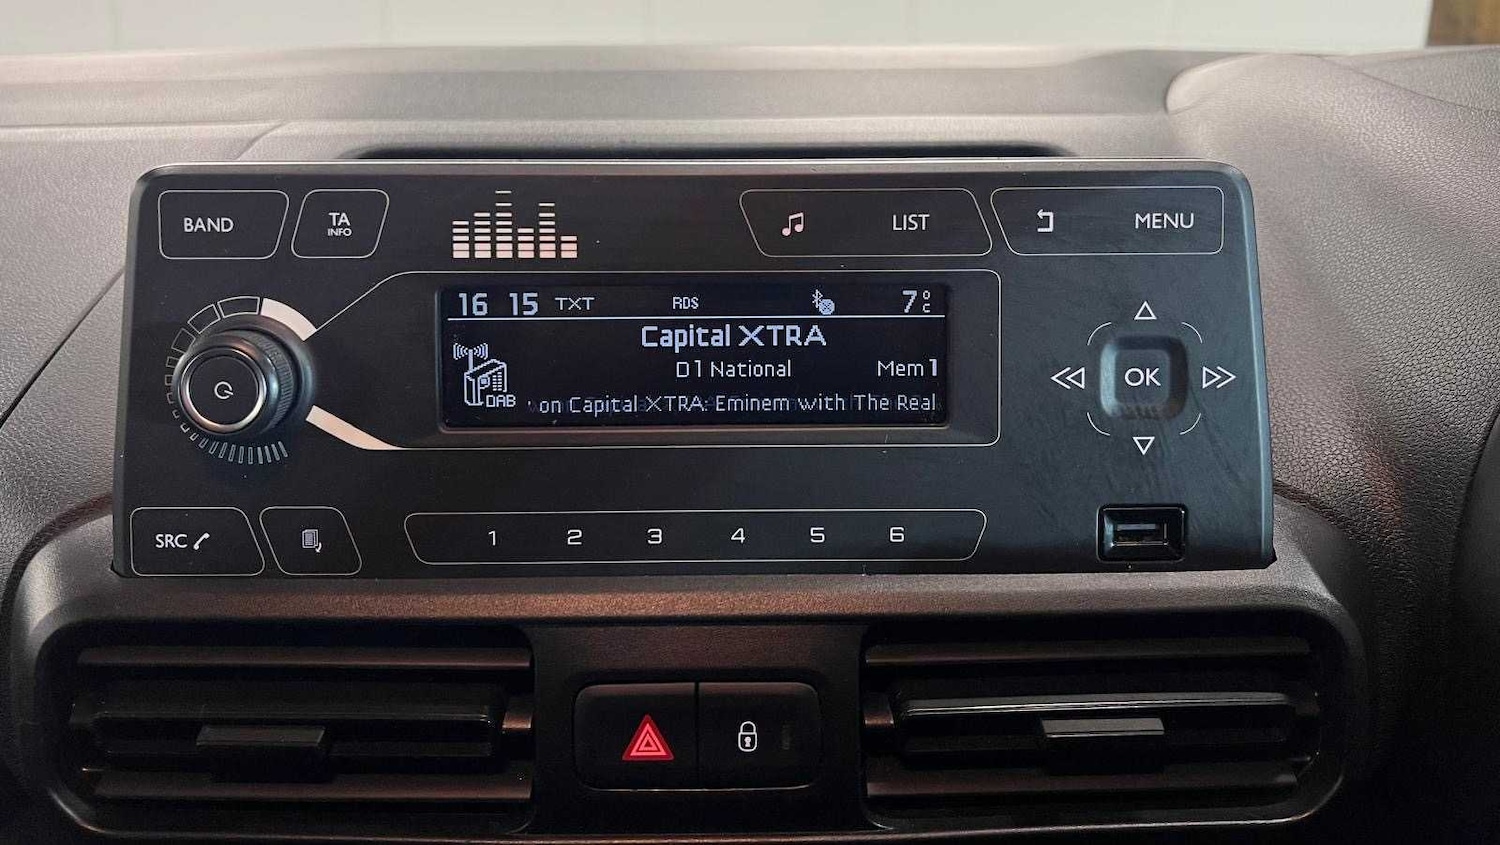 BAND
TA
INFO
LIST
MENU
16 15 TXT RDS 7°C
Capital XTRA
D1 National Mem 1
DAB
on Capital XTRA: Eminem with The Real
OK
SRC
1 2 3 4 5 6